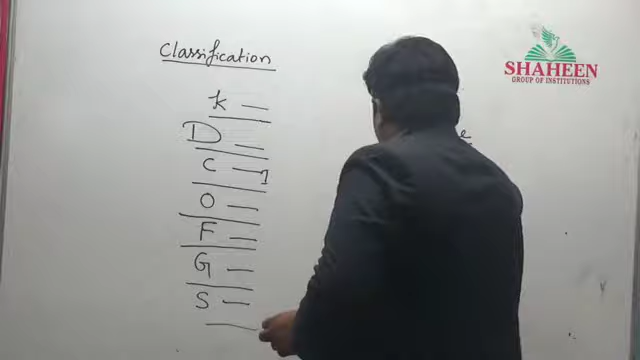 Classification
SHAHEEN
GROUP OF INSTITUTIONS
K —
D —
C —
O —
F —
G —
S —